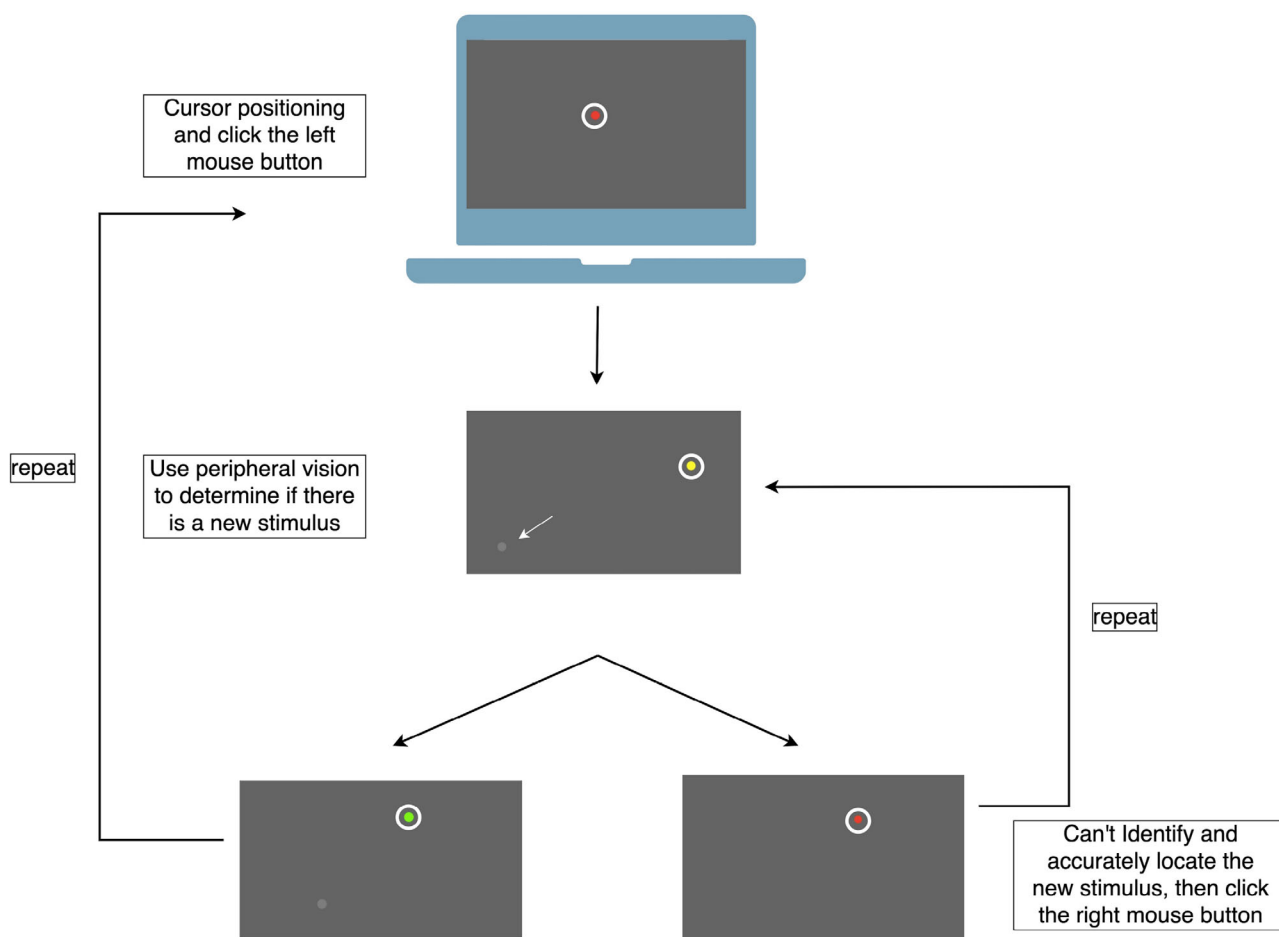 Cursor positioning
and click the left
mouse button
repeat
Use peripheral vision
to determine if there
is a new stimulus
repeat
Can't Identify and
accurately locate the
new stimulus, then click
the right mouse button